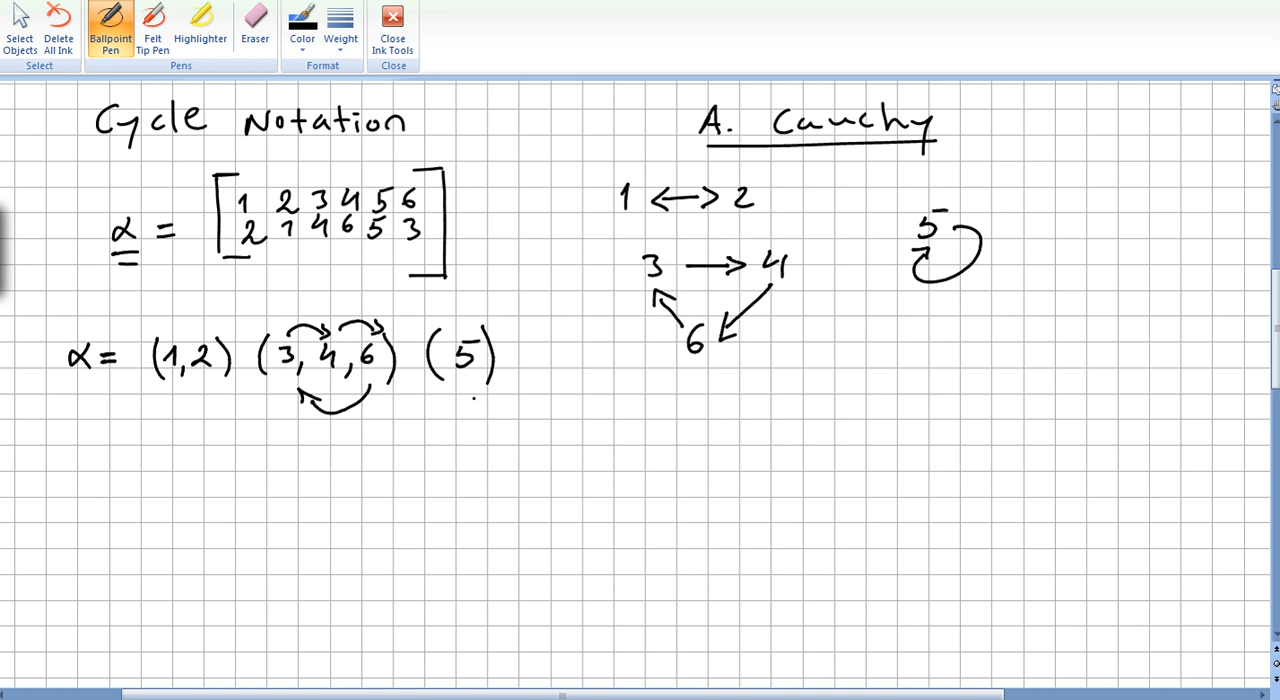 Select Objects
Delete All Ink
Ballpoint Pen
Felt Tip Pen
Highlighter
Eraser
Color
Weight
Close Ink Tools
Select
Pens
Format
Close
Cycle Notation
A. Cauchy
α = [1 2 3 4 5 6
2 1 4 6 5 3]
1 ↔ 2
3 → 4
6
5
α = (1,2) (3,4,6) (5)